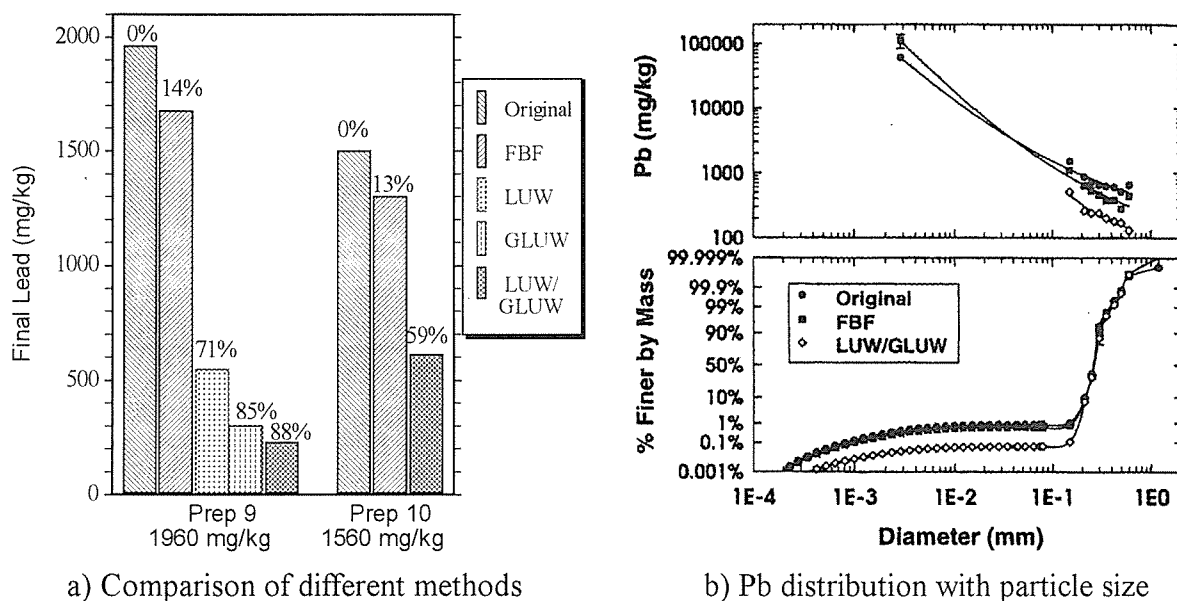 2000
1500
1000
500
0
Final Lead (mg/kg)
0%
14%
71%
85%
88%
0%
13%
59%
Original
FBF
LUW
GLUW
LUW/
GLUW
Prep 9
1960 mg/kg
Prep 10
1560 mg/kg
a) Comparison of different methods
100000
10000
1000
100
Pb (mg/kg)
99.999%
99.9%
99%
90%
50%
10%
1%
0.1%
0.001%
% Finer by Mass
Original
FBF
LUW/GLUW
1E-4
1E-3
1E-2
1E-1
1E0
Diameter (mm)
b) Pb distribution with particle size